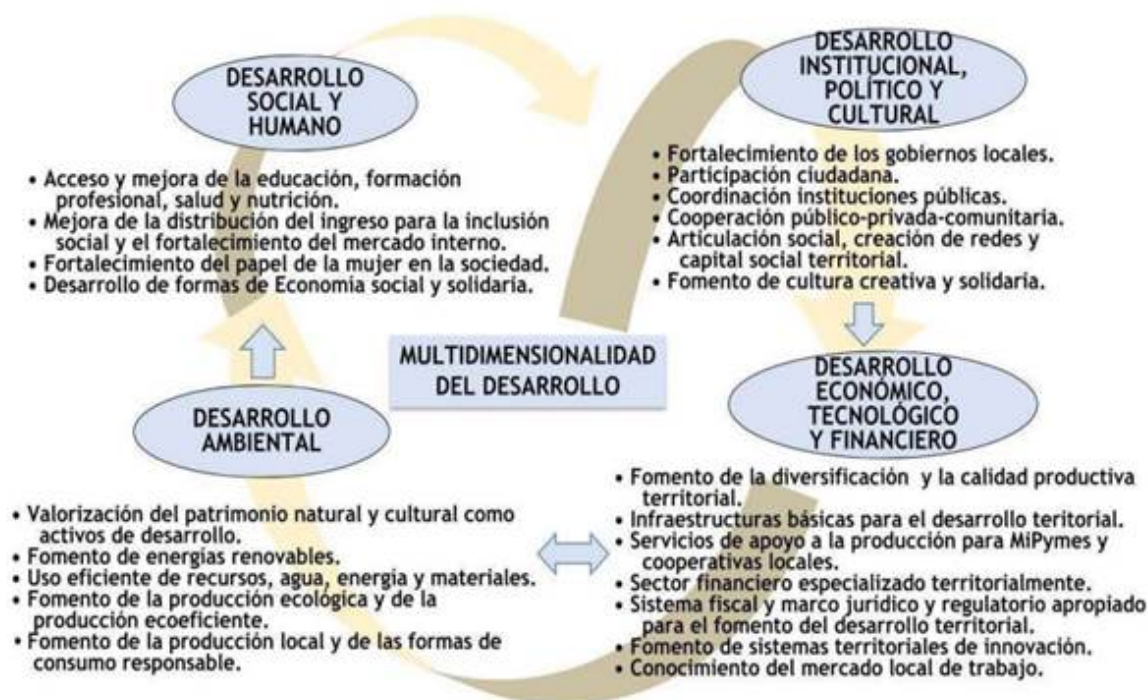 DESARROLLO
SOCIAL Y
HUMANO
• Acceso y mejora de la educación, formación
profesional, salud y nutrición.
• Mejora de la distribución del ingreso para la inclusión
social y el fortalecimiento del mercado interno.
• Fortalecimiento del papel de la mujer en la sociedad.
• Desarrollo de formas de Economía social y solidaria.
DESARROLLO
INSTITUCIONAL,
POLÍTICO Y
CULTURAL
• Fortalecimiento de los gobiernos locales.
• Participación ciudadana.
• Coordinación instituciones públicas.
• Cooperación público-privada-comunitaria.
• Articulación social, creación de redes y
capital social territorial.
• Fomento de cultura creativa y solidaria.
MULTIDIMENSIONALIDAD
DEL DESARROLLO
DESARROLLO
AMBIENTAL
• Valorización del patrimonio natural y cultural como
activos de desarrollo.
• Fomento de energías renovables.
• Uso eficiente de recursos, agua, energía y materiales.
• Fomento de la producción ecológica y de la
producción ecoeficiente.
• Fomento de la producción local y de las formas de
consumo responsable.
DESARROLLO
ECONÓMICO,
TECNOLÓGICO
Y FINANCIERO
• Fomento de la diversificación y la calidad productiva
territorial.
• Infraestructuras básicas para el desarrollo teritorial.
• Servicios de apoyo a la producción para MiPymes y
cooperativas locales.
• Sector financiero especializado territorialmente.
• Sistema fiscal y marco jurídico y regulatorio apropiado
para el fomento del desarrollo territorial.
• Fomento de sistemas territoriales de innovación.
• Conocimiento del mercado local de trabajo.